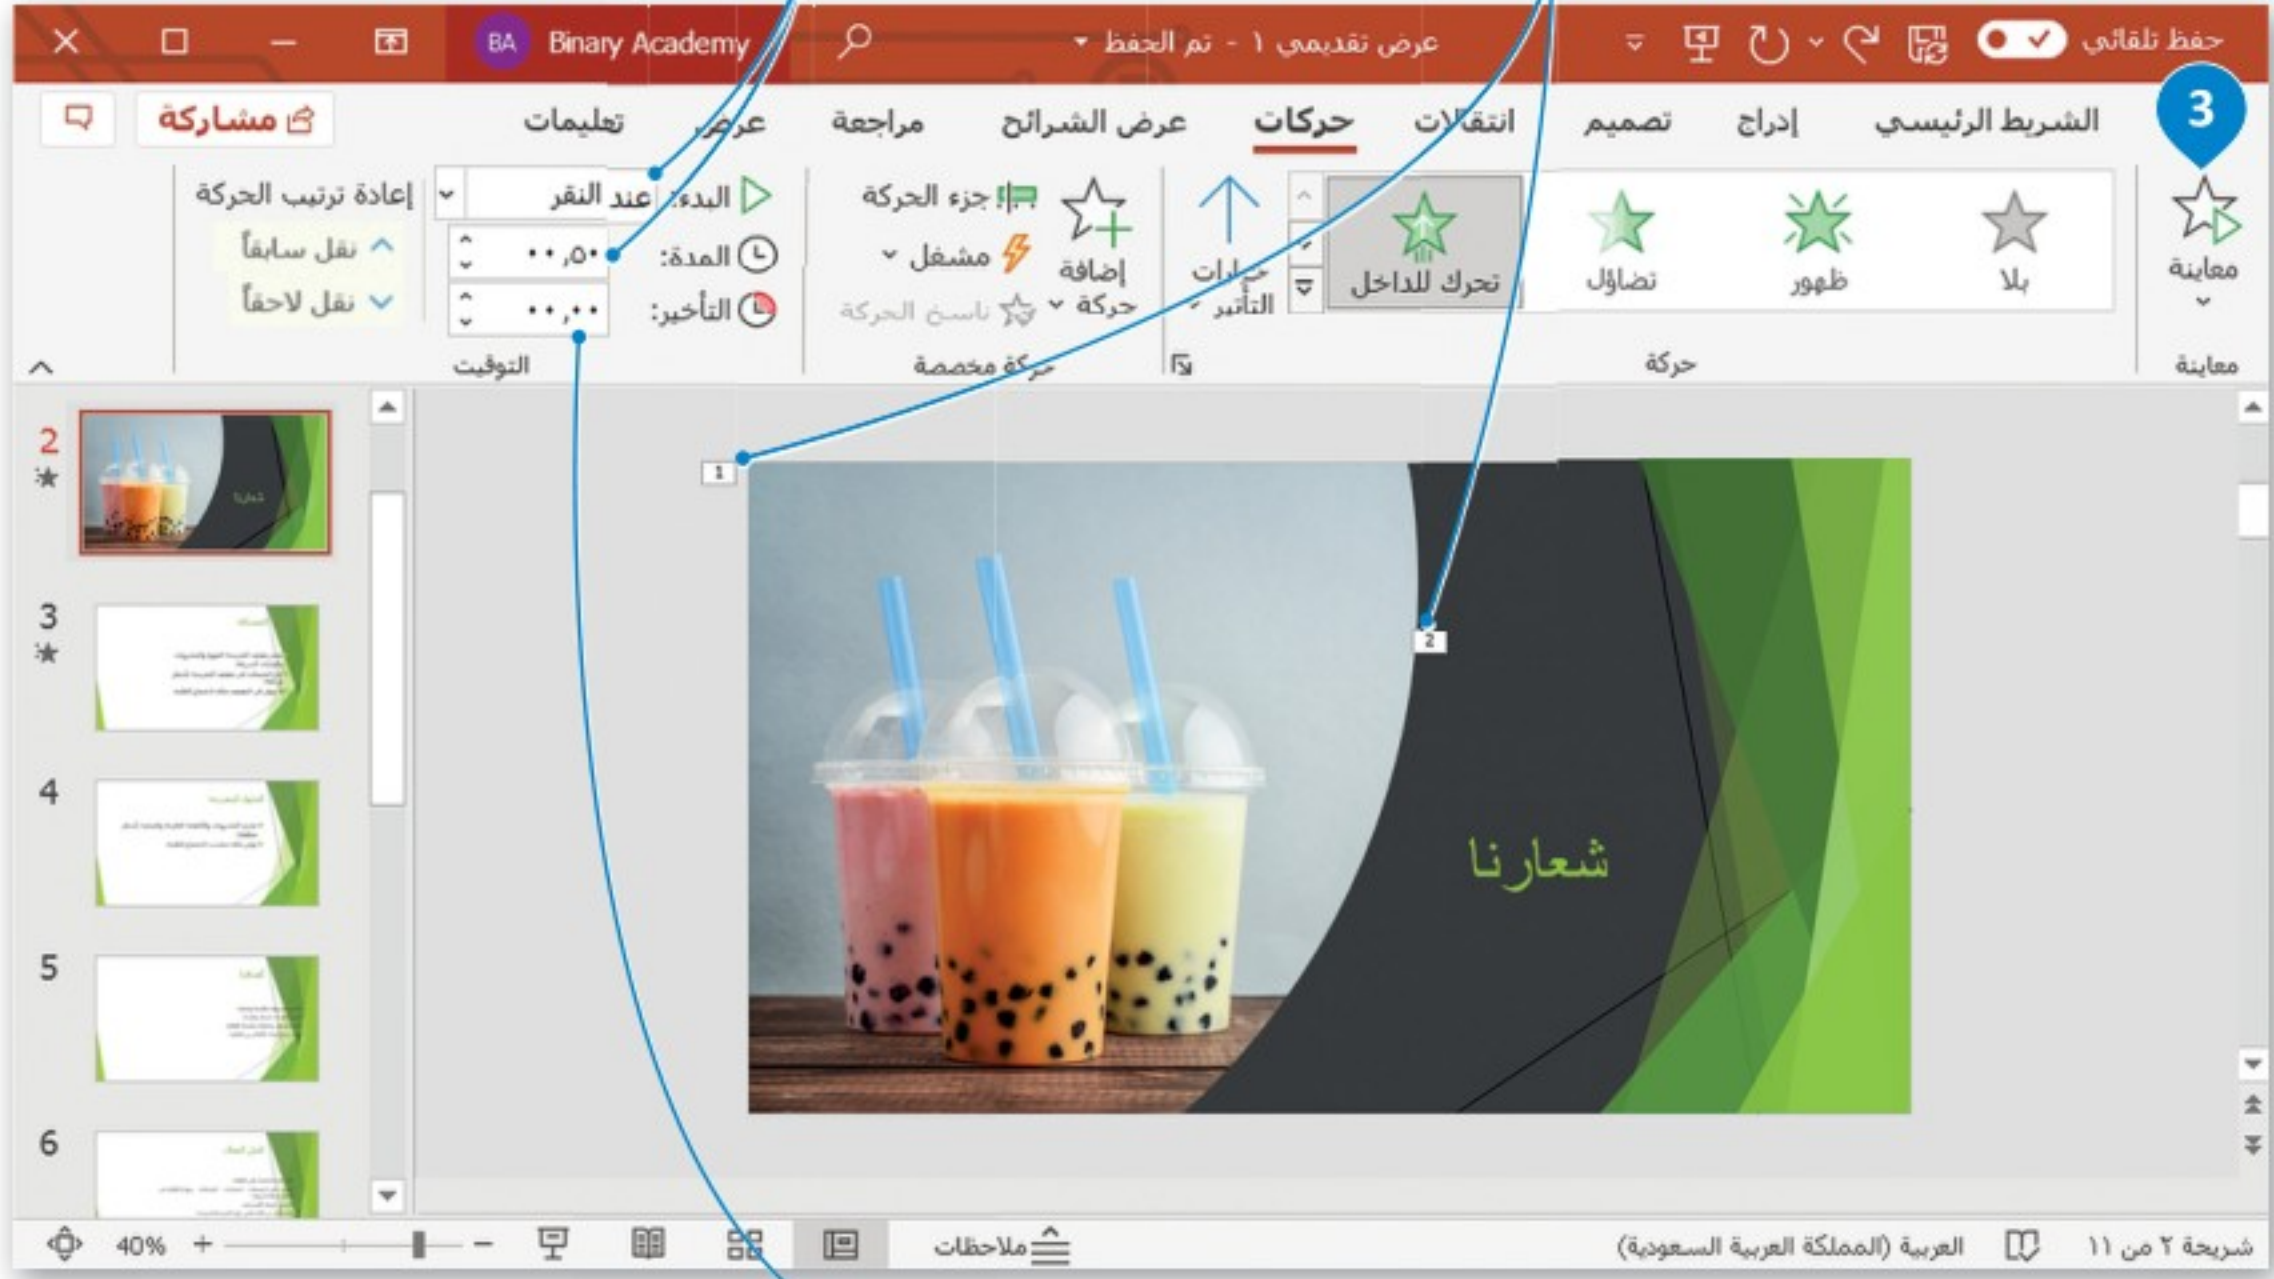 حفظ تلقائي
عرض تقديمي ١ - تم الحفظ
Binary Academy
BA
3
الشريط الرئيسي
إدراج
تصميم
انتقالات
حركات
عرض الشرائح
مراجعة
عرض
تعليمات
مشاركة
معاينة
بلا
ظهور
تضاؤل
تحرك للداخل
خيارات
التأثير
إضافة
حركة
جزء الحركة
مشغل
ناسخ الحركة
البدء: عند النقر
المدة: ٠٠,٥٠
التأخير: ٠٠,٠٠
إعادة ترتيب الحركة
نقل سابقاً
نقل لاحقاً
معاينة
حركة
حركة مخصصة
التوقيت
1
2
شعارنا
2
شعارنا
3
4
5
6
شريحة ٢ من ١١
العربية (المملكة العربية السعودية)
ملاحظات
40%